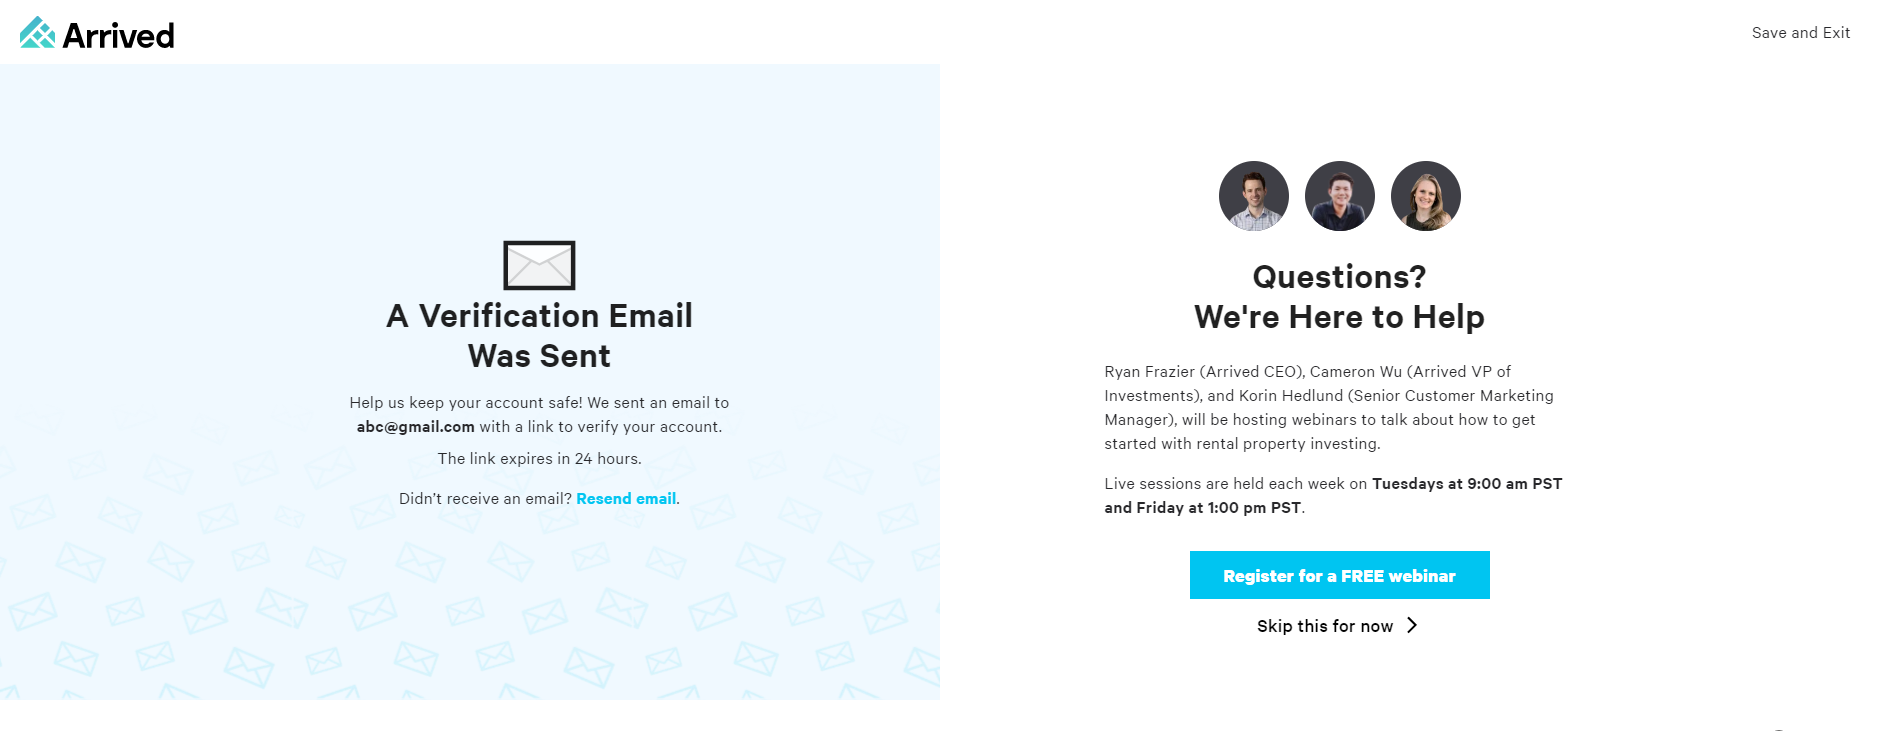 Arrived
Save and Exit
A Verification Email
Was Sent
Help us keep your account safe! We sent an email to
abc@gmail.com with a link to verify your account.
The link expires in 24 hours.
Didn’t receive an email? Resend email.
Questions?
We're Here to Help
Ryan Frazier (Arrived CEO), Cameron Wu (Arrived VP of
Investments), and Korin Hedlund (Senior Customer Marketing
Manager), will be hosting webinars to talk about how to get
started with rental property investing.
Live sessions are held each week on Tuesdays at 9:00 am PST
and Friday at 1:00 pm PST.
Register for a FREE webinar
Skip this for now